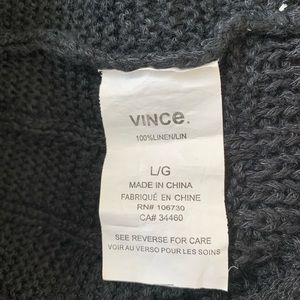 VINCe.
100%LINEN/LIN
L/G
MADE IN CHINA
FABRIQUÉ EN CHINE
RN# 106730
CA# 34460
SEE REVERSE FOR CARE
VOIR AU VERSO POUR LES SOINS